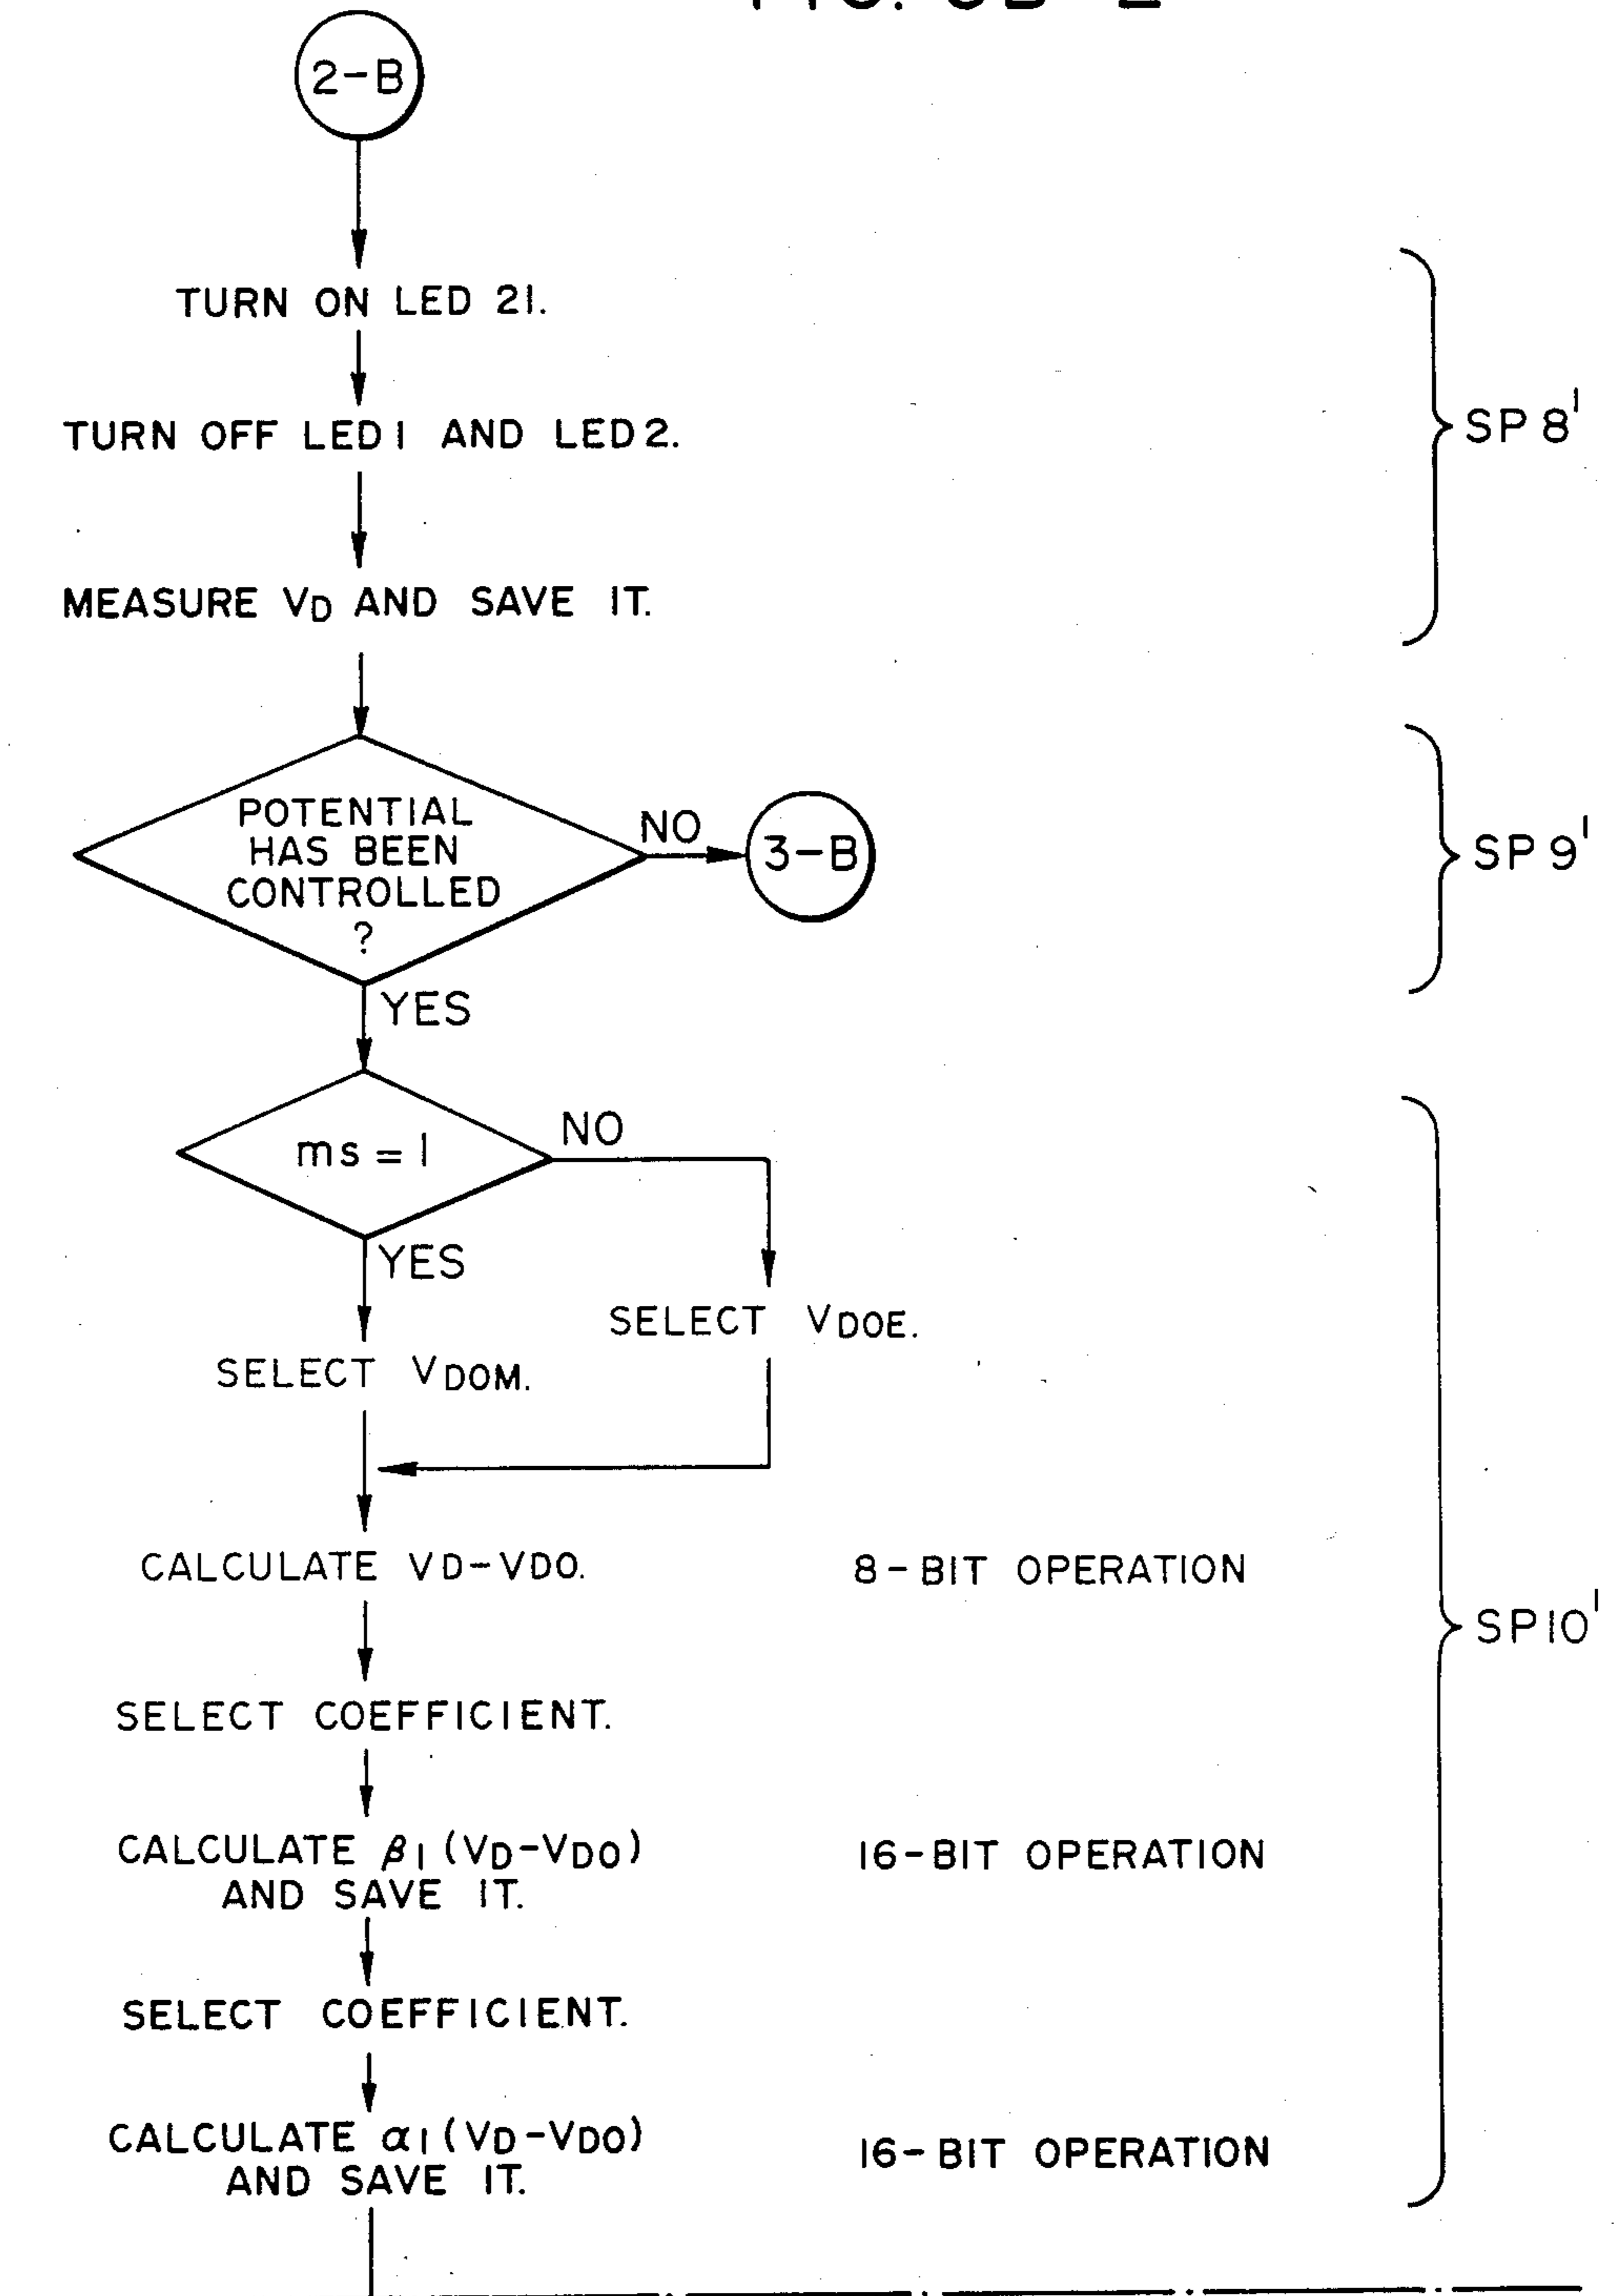 2-B
TURN ON LED 21.
TURN OFF LED1 AND LED2.
SP8'
MEASURE VD AND SAVE IT.
POTENTIAL
HAS BEEN
CONTROLLED
?
NO
3-B
SP9'
YES
ms = 1
NO
YES
SELECT VDOE.
SELECT VDOM.
CALCULATE VD-VDO.
8-BIT OPERATION
SP10'
SELECT COEFFICIENT.
CALCULATE β1 (VD-VDO)
AND SAVE IT.
16-BIT OPERATION
SELECT COEFFICIENT.
CALCULATE α1 (VD-VDO)
AND SAVE IT.
16-BIT OPERATION